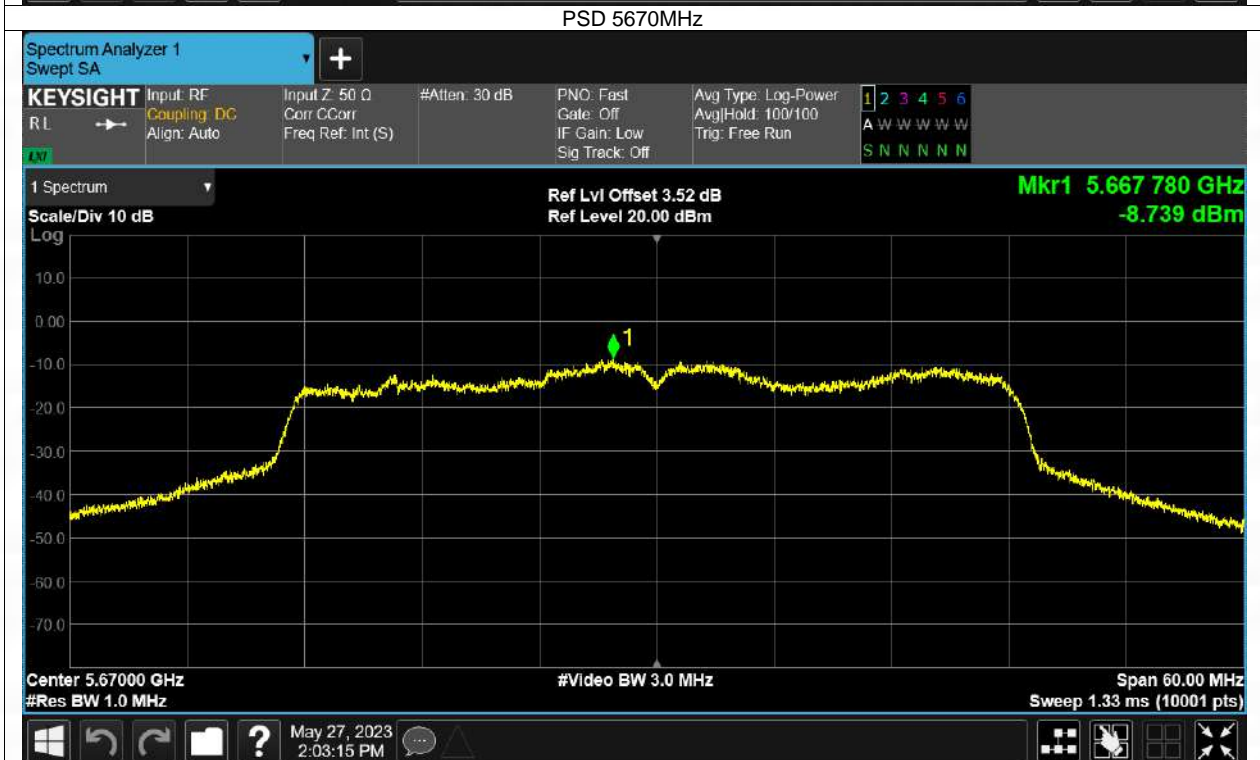 PSD 5670MHz
Spectrum Analyzer 1
Swept SA
KEYSIGHT
RL
LXI
Input: RF
Coupling: DC
Align: Auto
Input Z: 50 Ω
Corr CCorr
Freq Ref: Int (S)
#Atten: 30 dB
PNO: Fast
Gate: Off
IF Gain: Low
Sig Track: Off
Avg Type: Log-Power
Avg|Hold: 100/100
Trig: Free Run
1 2 3 4 5 6
A W W W W W
S N N N N N
1 Spectrum
Scale/Div 10 dB
Log
Ref Lvl Offset 3.52 dB
Ref Level 20.00 dBm
Mkr1 5.667 780 GHz
-8.739 dBm
10.0
0.00
-10.0
-20.0
-30.0
-40.0
-50.0
-60.0
-70.0
1
Center 5.67000 GHz
#Res BW 1.0 MHz
#Video BW 3.0 MHz
Span 60.00 MHz
Sweep 1.33 ms (10001 pts)
?
May 27, 2023
2:03:15 PM